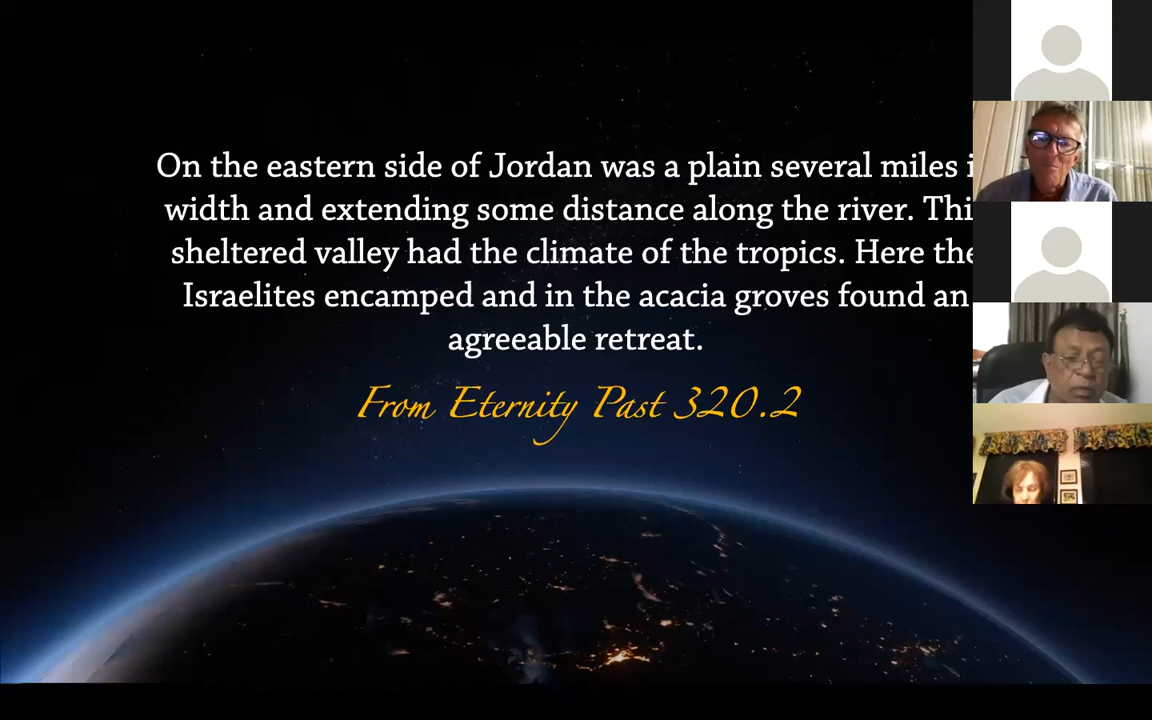 On the eastern side of Jordan was a plain several miles
width and extending some distance along the river.
sheltered valley had the climate of the tropics. Here the
Israelites encamped and in the acacia groves found an
agreeable retreat.
From Eternity Past 320.2